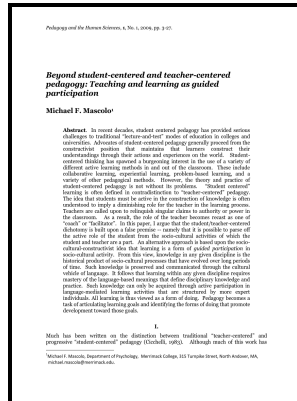 Pedagogy and the Human Sciences, 1, No. 1, 2009, pp. 3-27.
Beyond student-centered and teacher-centered
pedagogy: Teaching and learning as guided
participation
Michael F. Mascolo¹
Abstract. In recent decades, student centered pedagogy has provided serious
challenges to traditional "lecture-and-test" modes of education in colleges and
universities. Advocates of student-centered pedagogy generally proceed from the
constructivist position that maintains that learners construct their
understandings through their actions and experiences on the world. Student-
centered thinking has spawned a burgeoning interest in the use of a variety of
different active learning methods in and out of the classroom. These include
collaborative learning, experiential learning, problem-based learning, and a
variety of other pedagogical methods. However, the theory and practice of
student-centered pedagogy is not without its problems. "Student centered"
learning is often defined in contradistinction to "teacher-centered" pedagogy.
The idea that students must be active in the construction of knowledge is often
understood to imply a diminishing role for the teacher in the learning process.
Teachers are called upon to relinquish singular claims to authority or power in
the classroom. As a result, the role of the teacher becomes recast as one of
"coach" or "facilitator". In this paper, I argue that the student/teacher-centered
dichotomy is built upon a false premise – namely that it is possible to parse off
the active role of the student from the socio-cultural activities of which the
student and teacher are a part. An alternative approach is based upon the socio-
cultural-constructivist idea that learning is a form of guided participation in
socio-cultural activity. From this view, knowledge in any given discipline is the
historical product of socio-cultural processes that have evolved over long periods
of time. Such knowledge is preserved and communicated through the cultural
vehicle of language. It follows that learning within any given discipline requires
mastery of the language-based meanings that define disciplinary knowledge and
practice. Such knowledge can only be acquired through active participation in
language-mediated learning activities that are structured by more expert
individuals. All learning is thus viewed as a form of doing. Pedagogy becomes a
task of articulating learning goals and identifying the forms of doing that promote
development toward those goals.
I.
Much has been written on the distinction between traditional "teacher-centered" and
progressive "student-centered" pedagogy (Cicchelli, 1983). Although much of this work has
¹Michael F. Mascolo, Department of Psychology, Merrimack College, 315 Turnpike Street, North Andover, MA,
michael.mascolo@merrimack.edu.